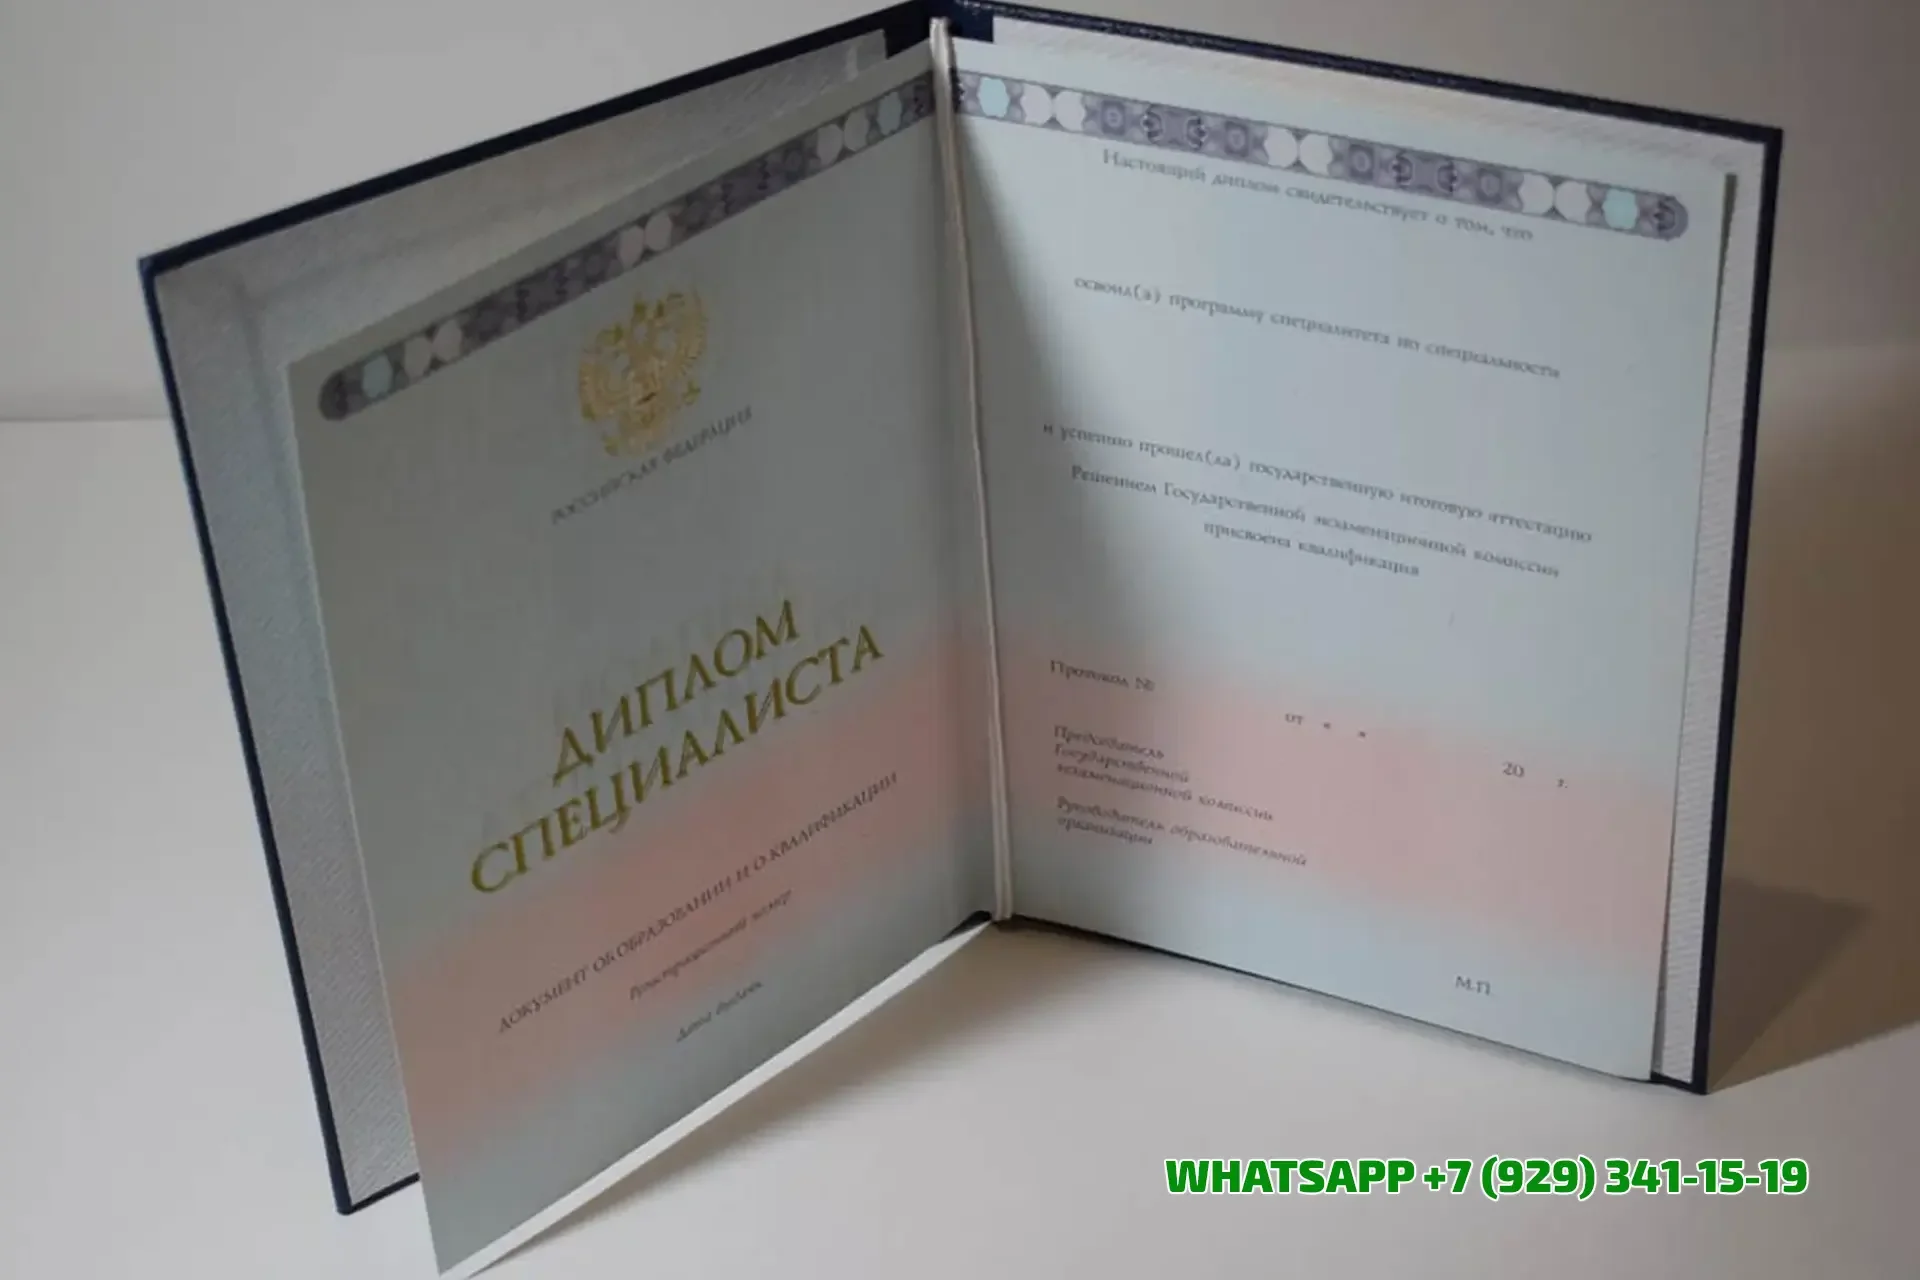 РОССИЙСКАЯ ФЕДЕРАЦИЯ
ДИПЛОМ
СПЕЦИАЛИСТА
ДОКУМЕНТ ОБ ОБРАЗОВАНИИ И О КВАЛИФИКАЦИИ
Регистрационный номер
Дата выдачи
Настоящий диплом свидетельствует о том, что
освоил(а) программу специалитета по специальности
и успешно прошел(ла) государственную итоговую аттестацию
Решением Государственной экзаменационной комиссии
присвоена квалификация
Протокол №
от « »
20 г.
Председатель
Государственной
экзаменационной комиссии
Руководитель образовательной
организации
М.П.
WHATSAPP +7 (929) 341-15-19